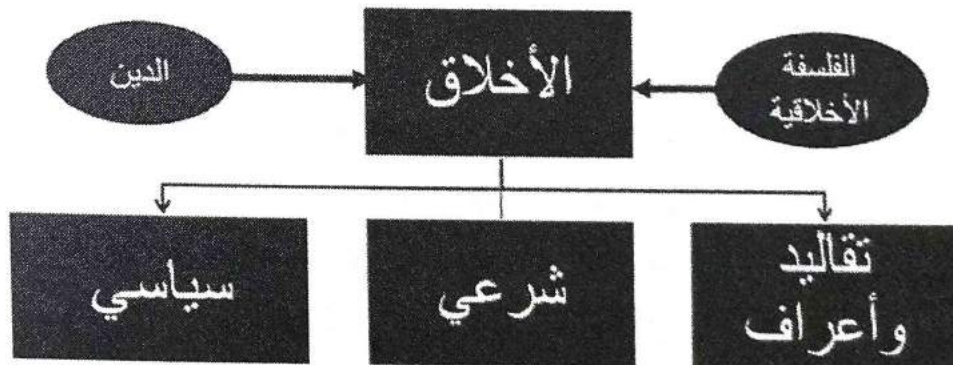 الفلسفة
الأخلاقية
الأخلاق
الدين
تقاليد
وأعراف
شرعي
سياسي